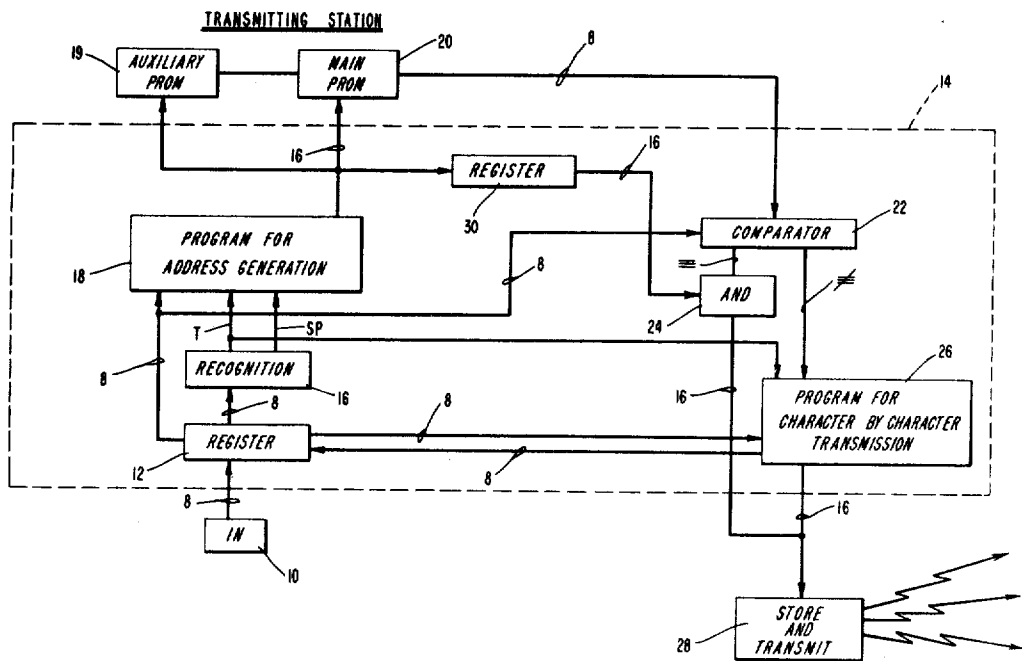 TRANSMITTING STATION
19
AUXILIARY
PROM
MAIN
PROM
20
8
14
16
REGISTER
30
16
COMPARATOR
22
PROGRAM FOR
ADDRESS GENERATION
18
8
≡
≢
AND
24
T
SP
8
RECOGNITION
16
8
16
26
PROGRAM FOR
CHARACTER BY CHARACTER
TRANSMISSION
REGISTER
12
8
8
8
16
IN
10
STORE
AND
TRANSMIT
28